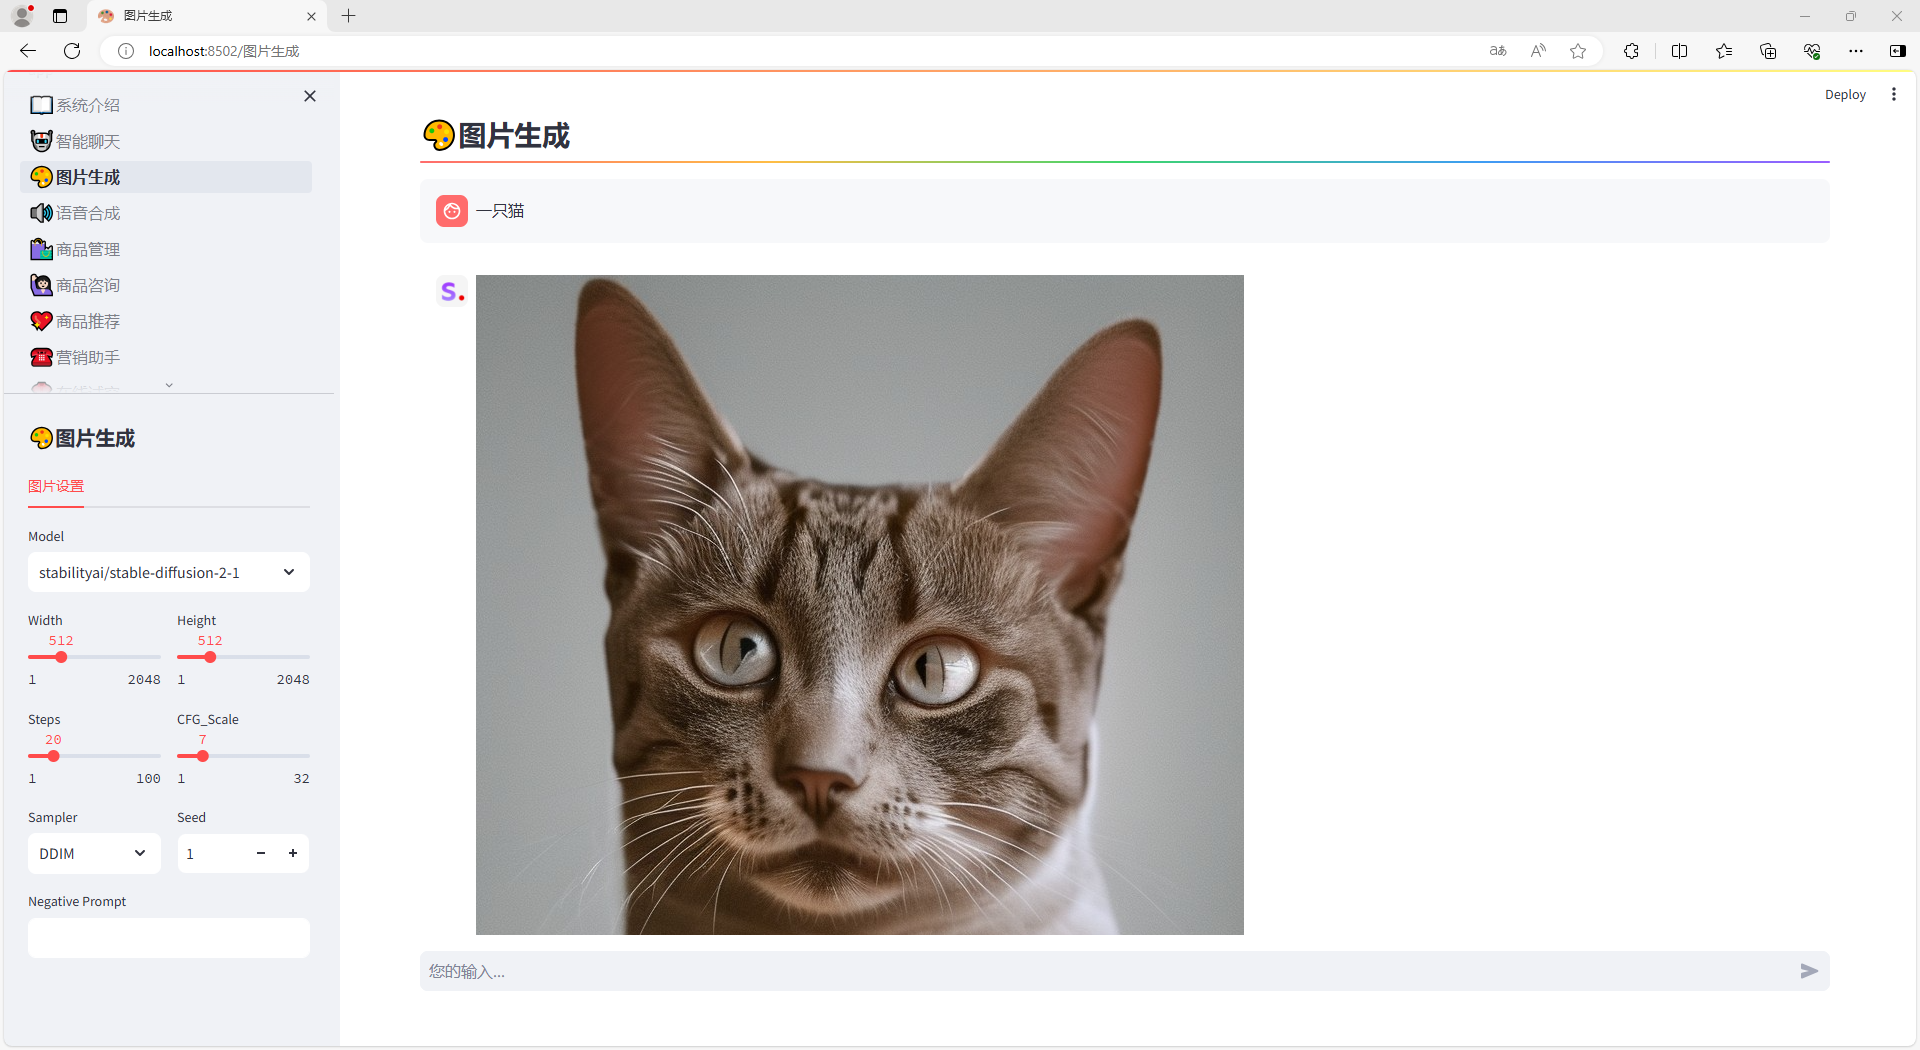 图片生成
localhost:8502/图片生成
系统介绍
智能聊天
图片生成
语音合成
商品管理
商品咨询
商品推荐
营销助手
图片生成
图片设置
Model
stabilityai/stable-diffusion-2-1
Width
512
1 2048
Height
512
1 2048
Steps
20
1 100
CFG_Scale
7
1 32
Sampler
DDIM
Seed
1
Negative Prompt
Deploy
图片生成
一只猫
S.
您的输入...